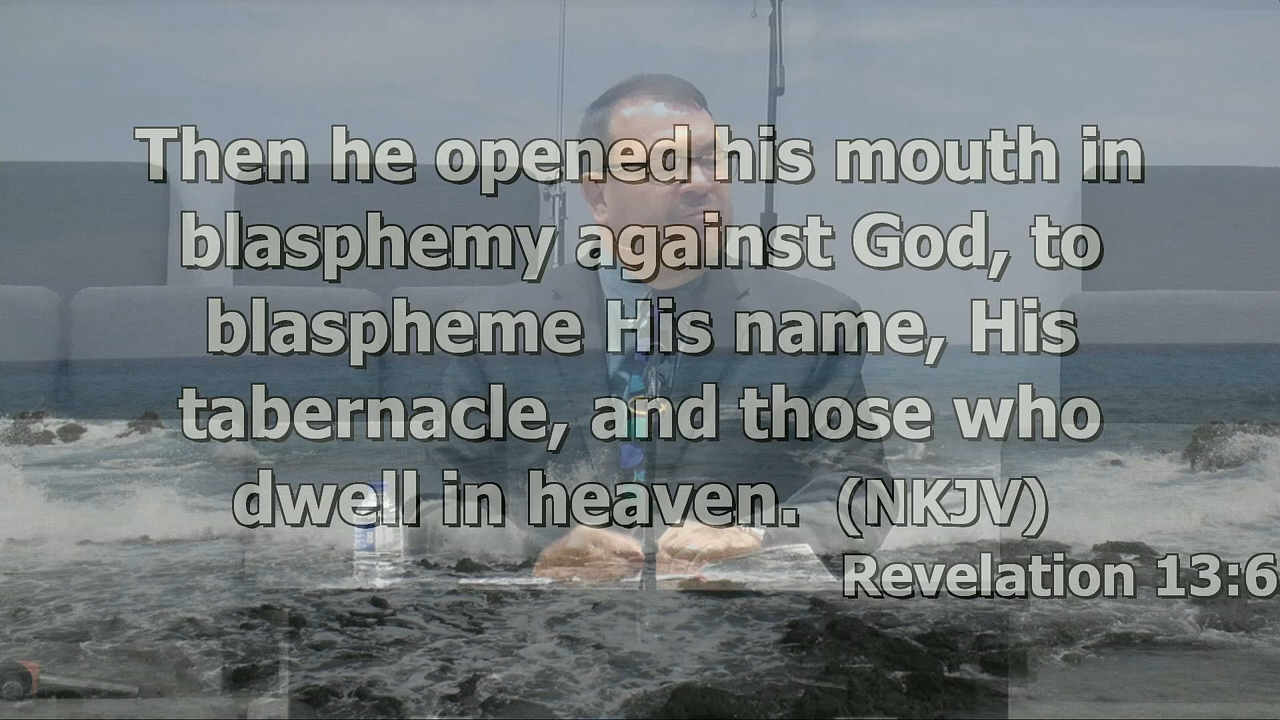 Then he opened his mouth in
blasphemy against God, to
blaspheme His name, His
tabernacle, and those who
dwell in heaven. (NKJV)
Revelation 13:6